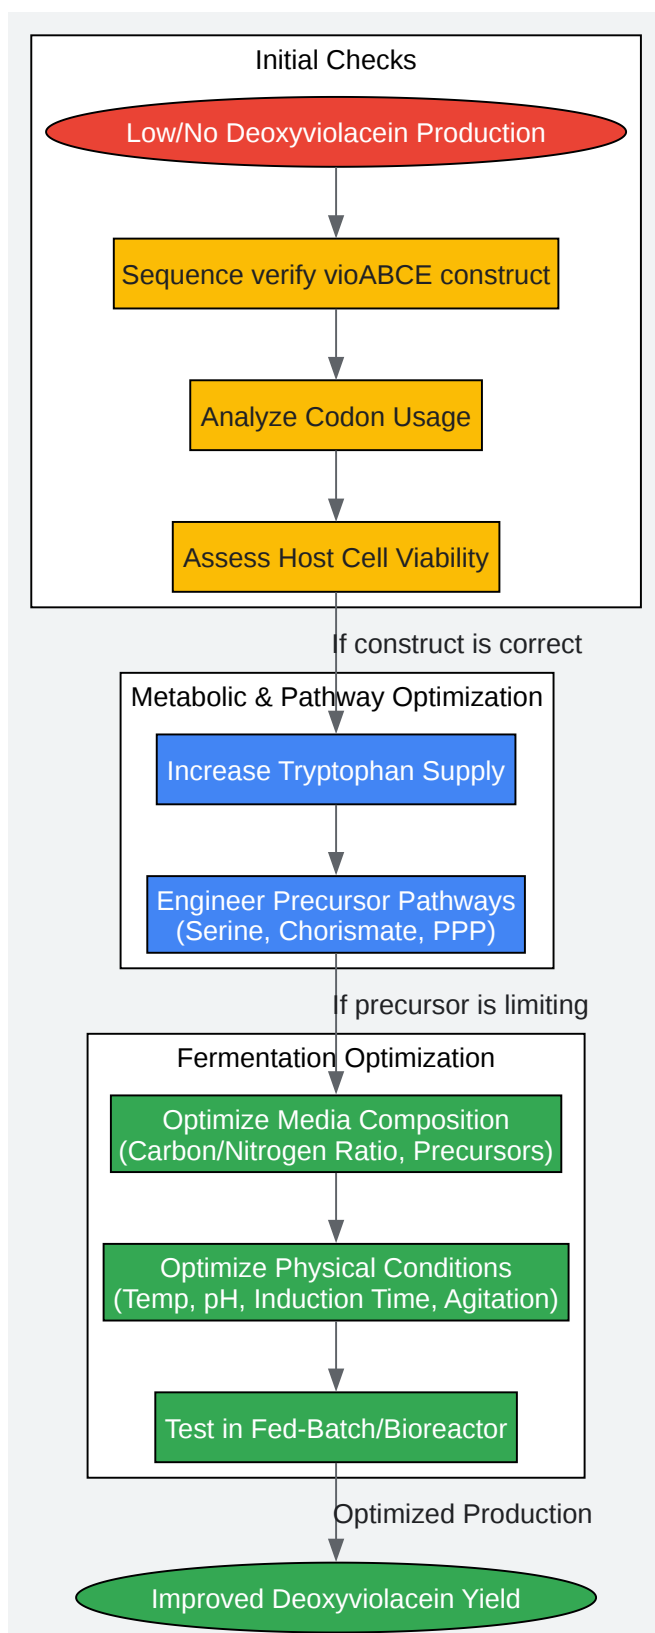 Initial Checks
Low/No Deoxyviolacein Production
Sequence verify vioABCE construct
Analyze Codon Usage
Assess Host Cell Viability
If construct is correct
Metabolic & Pathway Optimization
Increase Tryptophan Supply
Engineer Precursor Pathways
(Serine, Chorismate, PPP)
If precursor is limiting
Fermentation Optimization
Optimize Media Composition
(Carbon/Nitrogen Ratio, Precursors)
Optimize Physical Conditions
(Temp, pH, Induction Time, Agitation)
Test in Fed-Batch/Bioreactor
Optimized Production
Improved Deoxyviolacein Yield